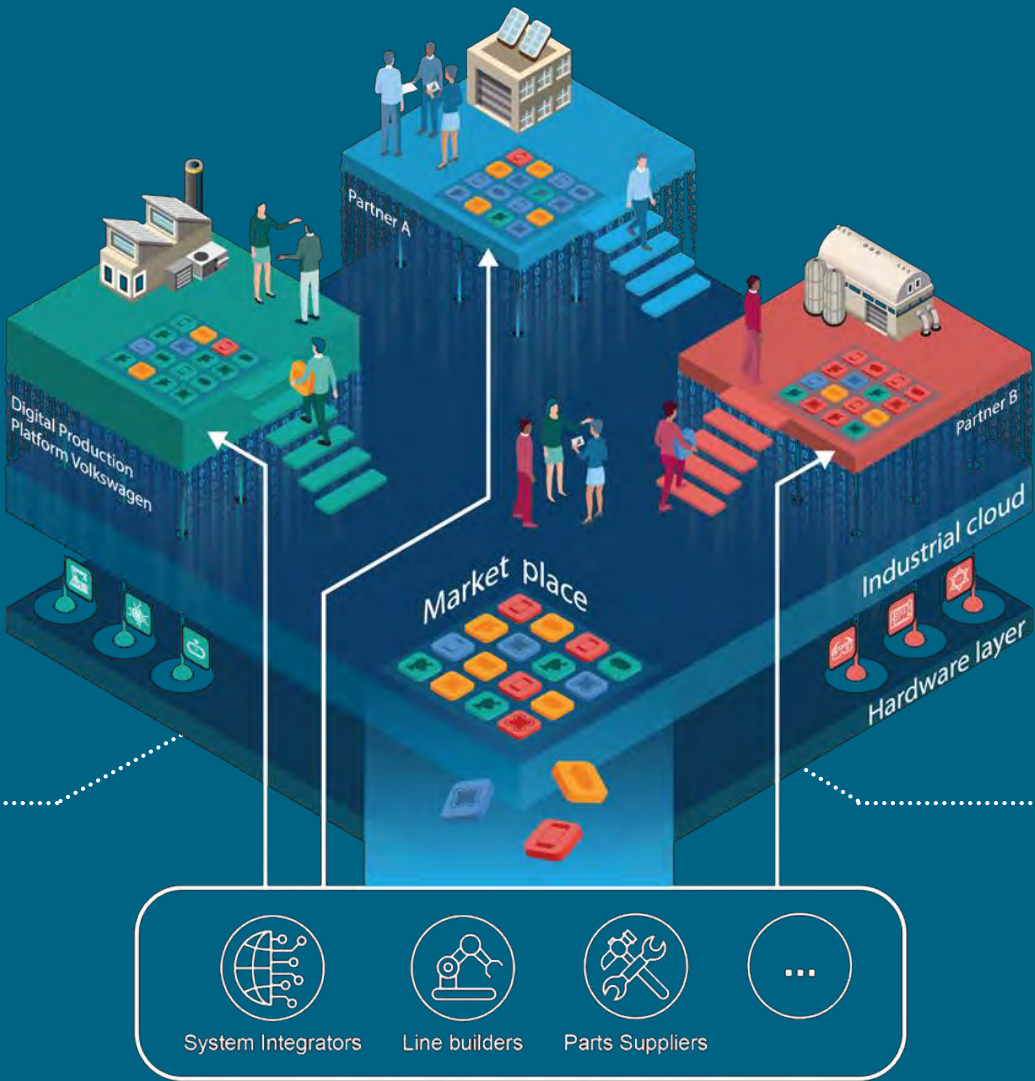 Partner A
Digital Production
Platform Volkswagen
Partner B
Industrial cloud
Market place
Hardware layer
...
System Integrators
Line builders
Parts Suppliers